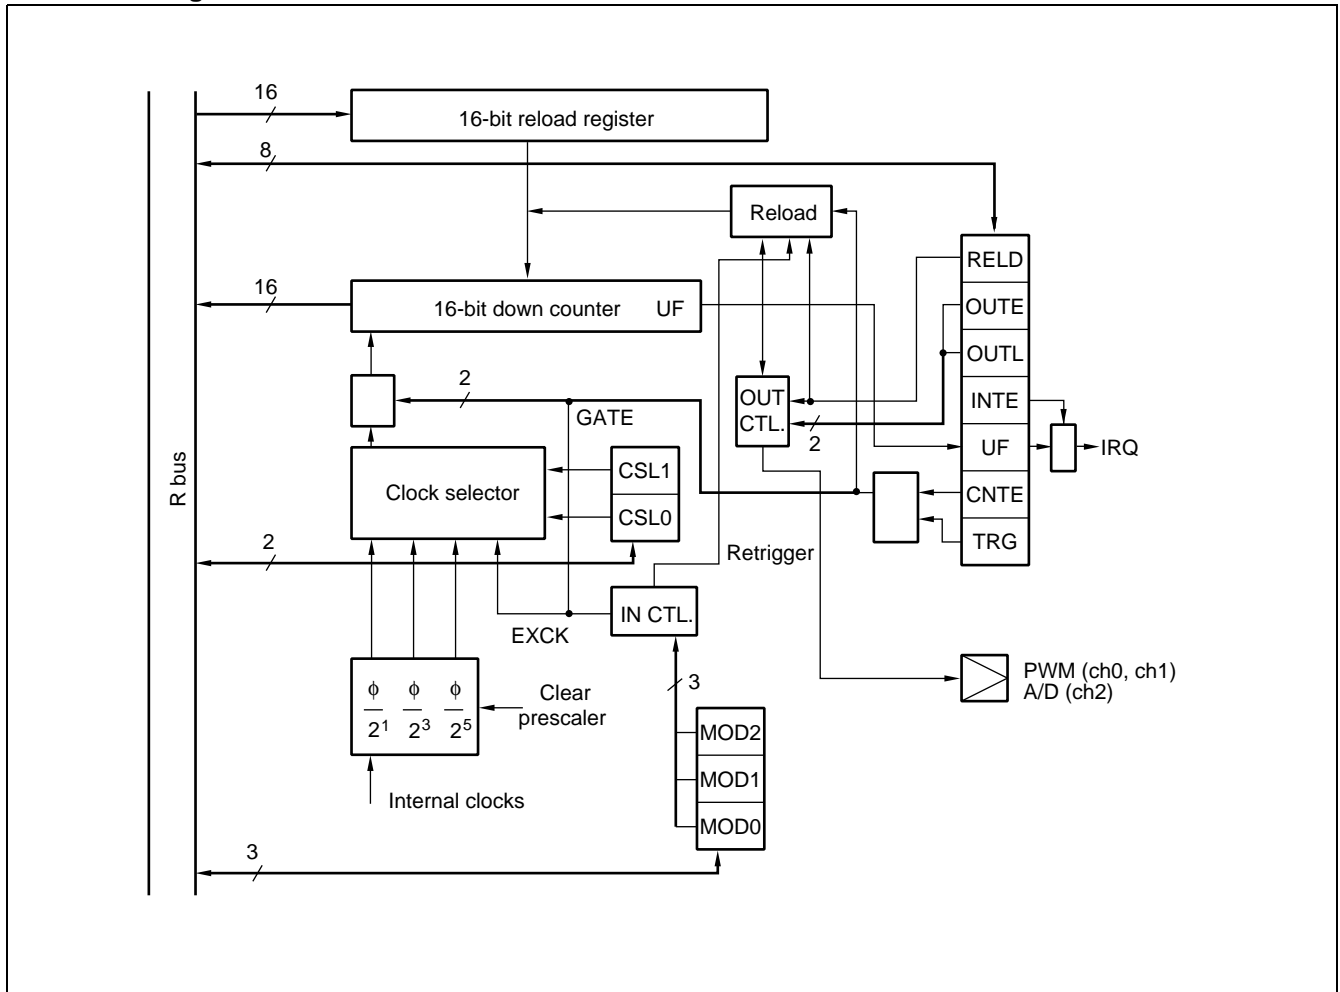 16
16-bit reload register
8
Reload
RELD
16
16-bit down counter
UF
OUTE
OUTL
2
OUT
CTL.
INTE
GATE
2
UF
IRQ
R bus
Clock selector
CSL1
CSL0
CNTE
TRG
2
Retrigger
IN CTL.
EXCK
3
PWM (ch0, ch1)
A/D (ch2)
ϕ ϕ ϕ
2¹ 2³ 2⁵
Clear
prescaler
MOD2
MOD1
MOD0
Internal clocks
3